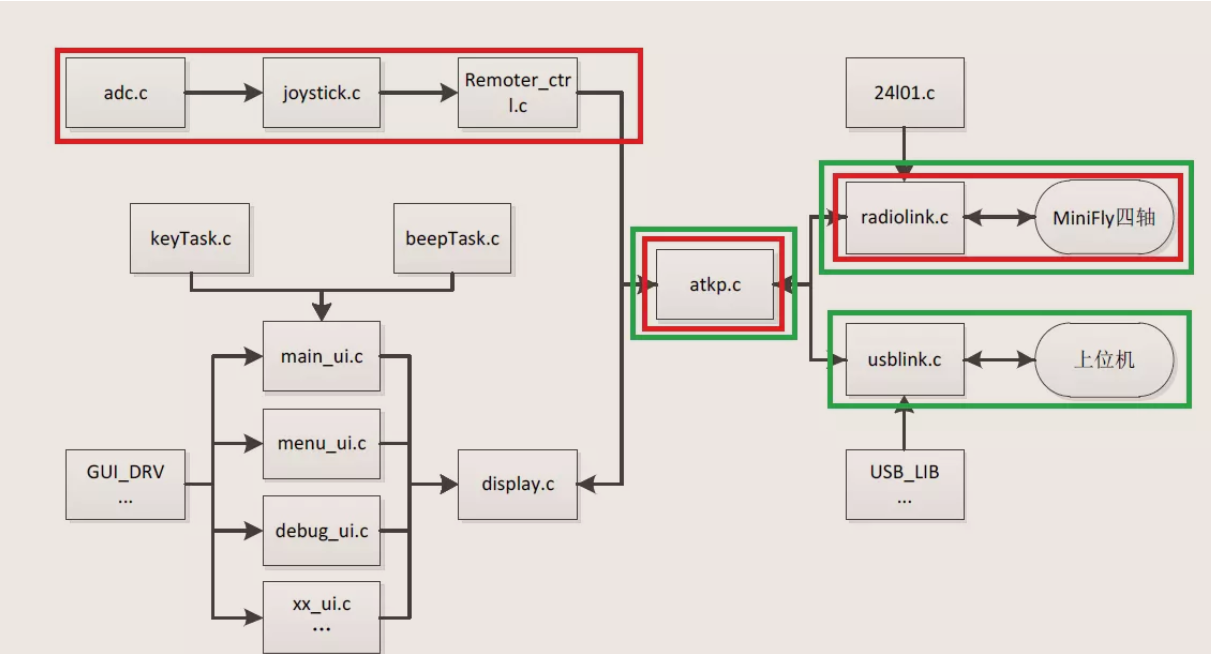 adc.c
joystick.c
Remoter_ctr
l.c
24l01.c
radiolink.c
MiniFly四轴
keyTask.c
beepTask.c
atkp.c
main_ui.c
usblink.c
上位机
menu_ui.c
GUI_DRV
...
display.c
USB_LIB
...
debug_ui.c
xx_ui.c
...